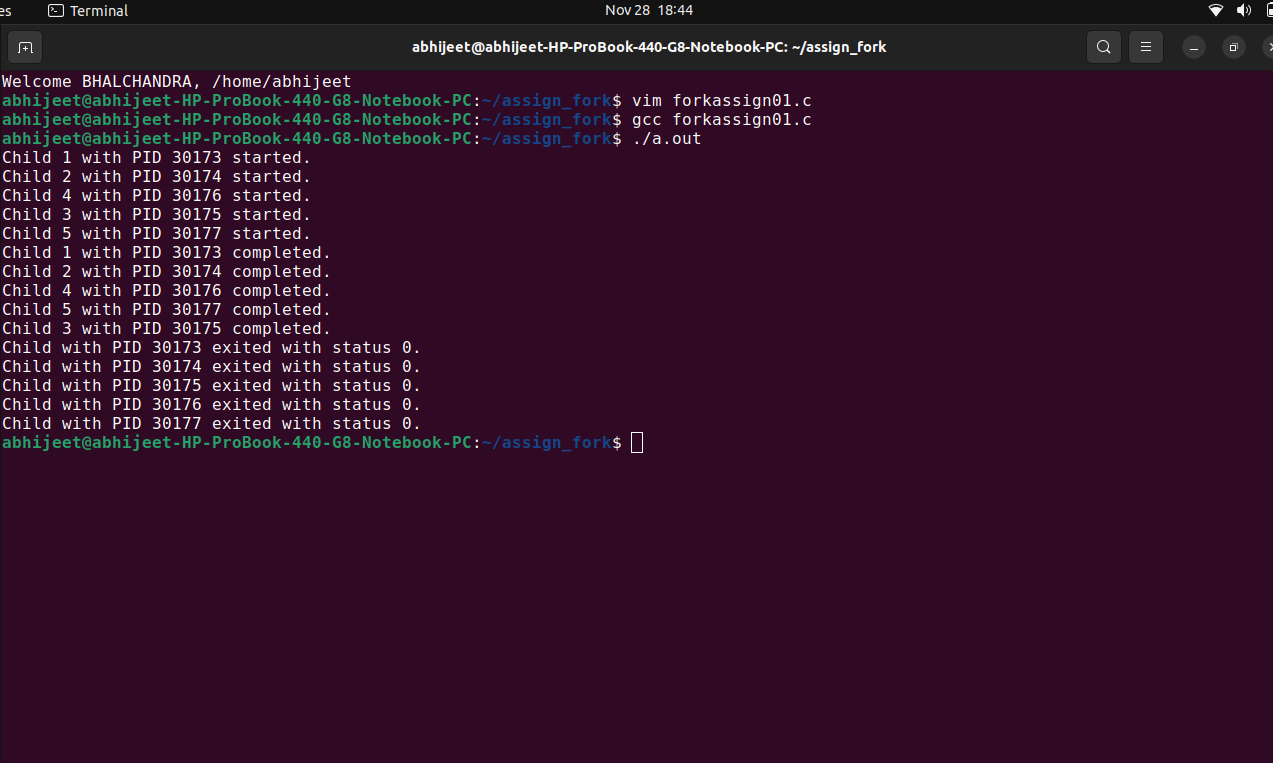 es Terminal Nov 28 18:44
abhijeet@abhijeet-HP-ProBook-440-G8-Notebook-PC: ~/assign_fork
Welcome BHALCHANDRA, /home/abhijeet
abhijeet@abhijeet-HP-ProBook-440-G8-Notebook-PC:~/assign_fork$ vim forkassign01.c
abhijeet@abhijeet-HP-ProBook-440-G8-Notebook-PC:~/assign_fork$ gcc forkassign01.c
abhijeet@abhijeet-HP-ProBook-440-G8-Notebook-PC:~/assign_fork$ ./a.out
Child 1 with PID 30173 started.
Child 2 with PID 30174 started.
Child 4 with PID 30176 started.
Child 3 with PID 30175 started.
Child 5 with PID 30177 started.
Child 1 with PID 30173 completed.
Child 2 with PID 30174 completed.
Child 4 with PID 30176 completed.
Child 5 with PID 30177 completed.
Child 3 with PID 30175 completed.
Child with PID 30173 exited with status 0.
Child with PID 30174 exited with status 0.
Child with PID 30175 exited with status 0.
Child with PID 30176 exited with status 0.
Child with PID 30177 exited with status 0.
abhijeet@abhijeet-HP-ProBook-440-G8-Notebook-PC:~/assign_fork$